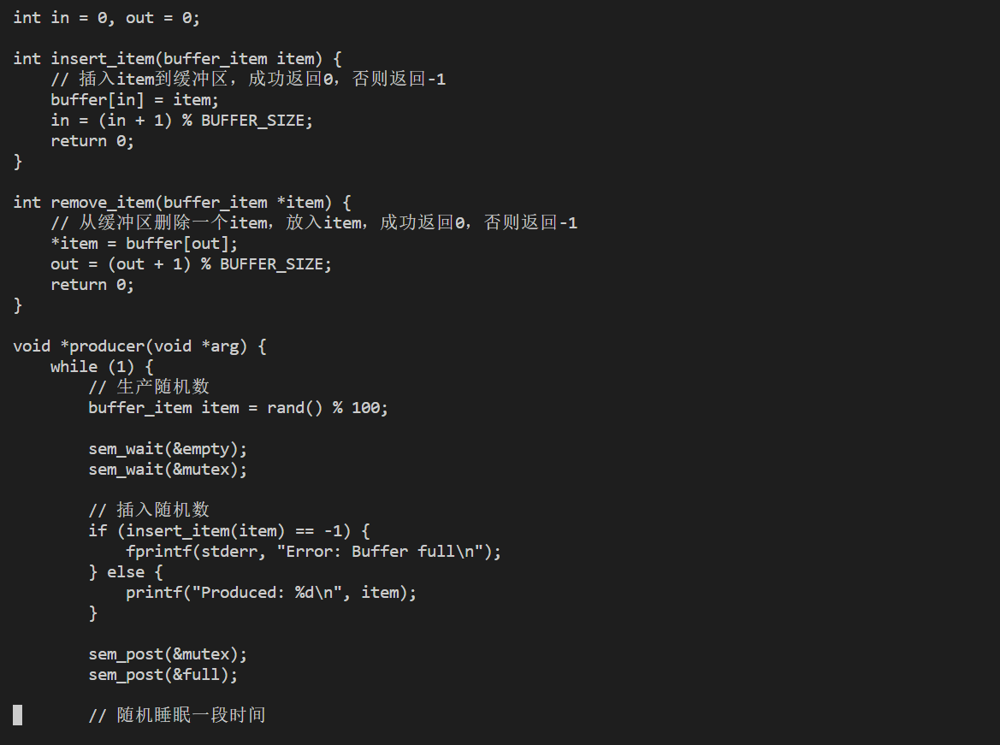 int in = 0, out = 0;
int insert_item(buffer_item item) {
    // 插入item到缓冲区，成功返回0，否则返回-1
    buffer[in] = item;
    in = (in + 1) % BUFFER_SIZE;
    return 0;
}
int remove_item(buffer_item *item) {
    // 从缓冲区删除一个item，放入item，成功返回0，否则返回-1
    *item = buffer[out];
    out = (out + 1) % BUFFER_SIZE;
    return 0;
}
void *producer(void *arg) {
    while (1) {
        // 生产随机数
        buffer_item item = rand() % 100;
        sem_wait(&empty);
        sem_wait(&mutex);
        // 插入随机数
        if (insert_item(item) == -1) {
            fprintf(stderr, "Error: Buffer full\n");
        } else {
            printf("Produced: %d\n", item);
        }
        sem_post(&mutex);
        sem_post(&full);
        // 随机睡眠一段时间